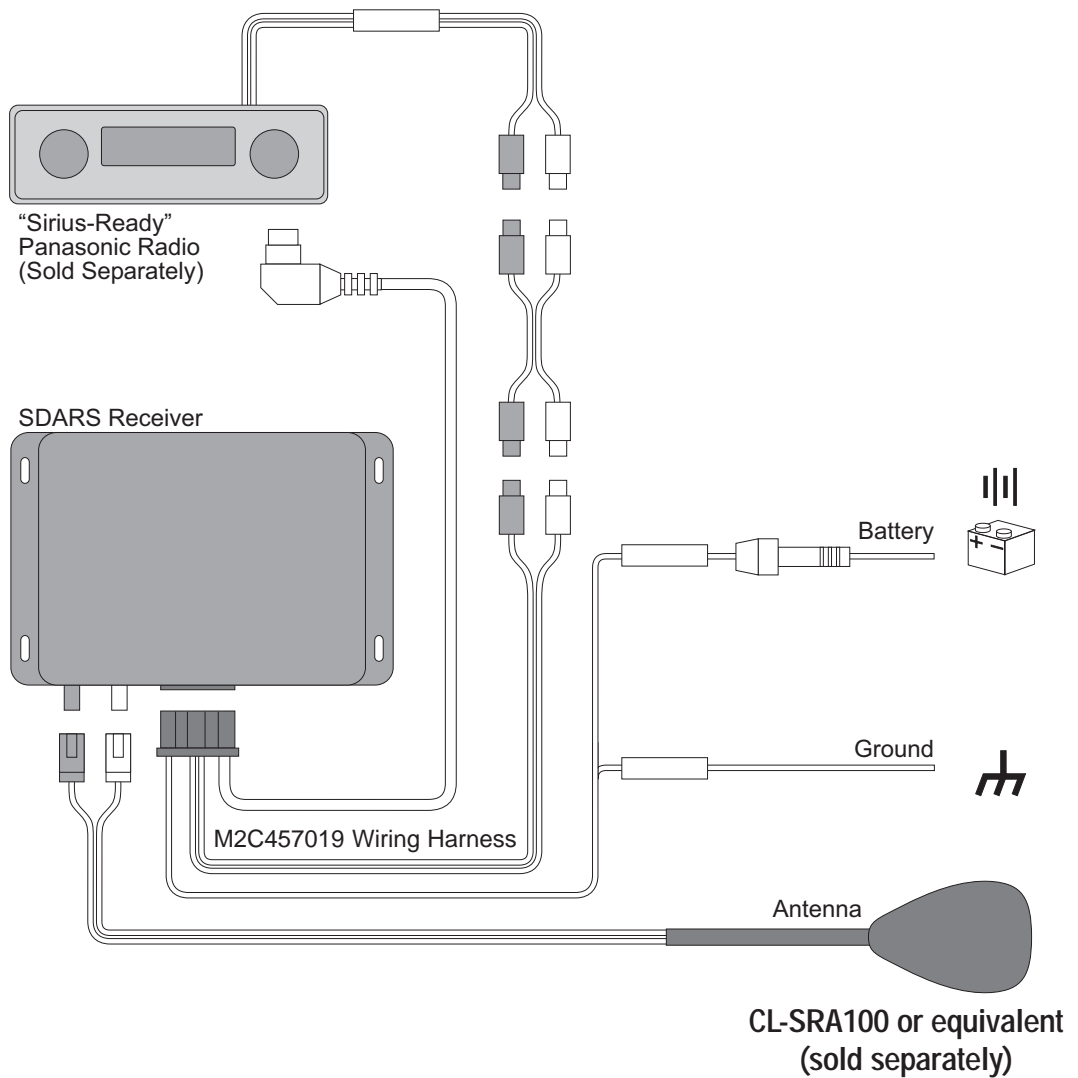 “Sirius-Ready”
Panasonic Radio
(Sold Separately)
SDARS Receiver
Battery
+ −
Ground
M2C457019 Wiring Harness
Antenna
CL-SRA100 or equivalent
(sold separately)